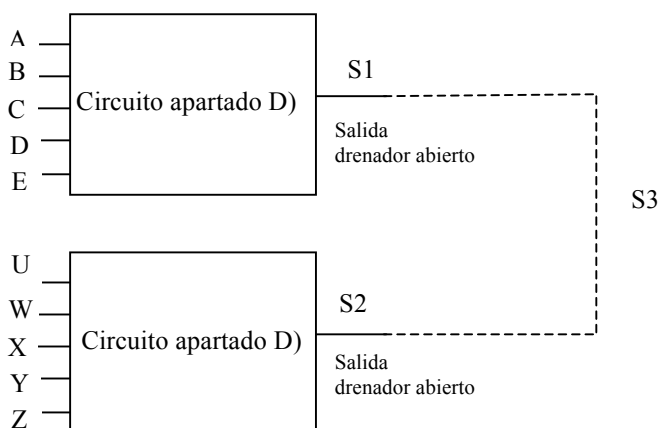 A
B
C
D
E
Circuito apartado D)
S1
Salida
drenador abierto
S3
U
W
X
Y
Z
Circuito apartado D)
S2
Salida
drenador abierto